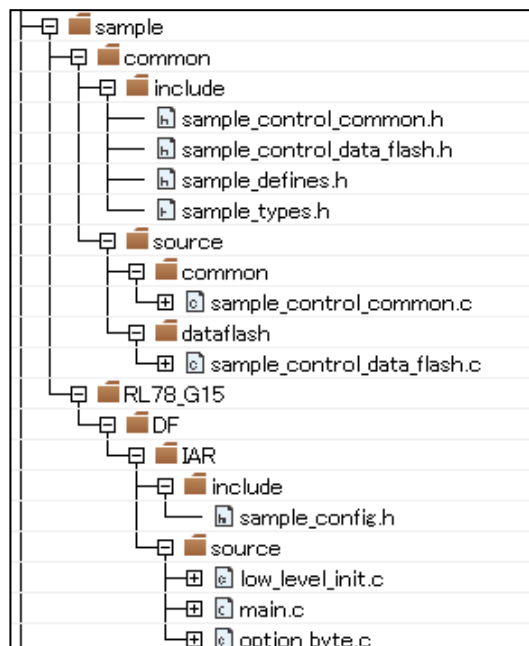 sample
common
include
sample_control_common.h
sample_control_data_flash.h
sample_defines.h
sample_types.h
source
common
sample_control_common.c
dataflash
sample_control_data_flash.c
RL78_G15
DF
IAR
include
sample_config.h
source
low_level_init.c
main.c
option_byte.c